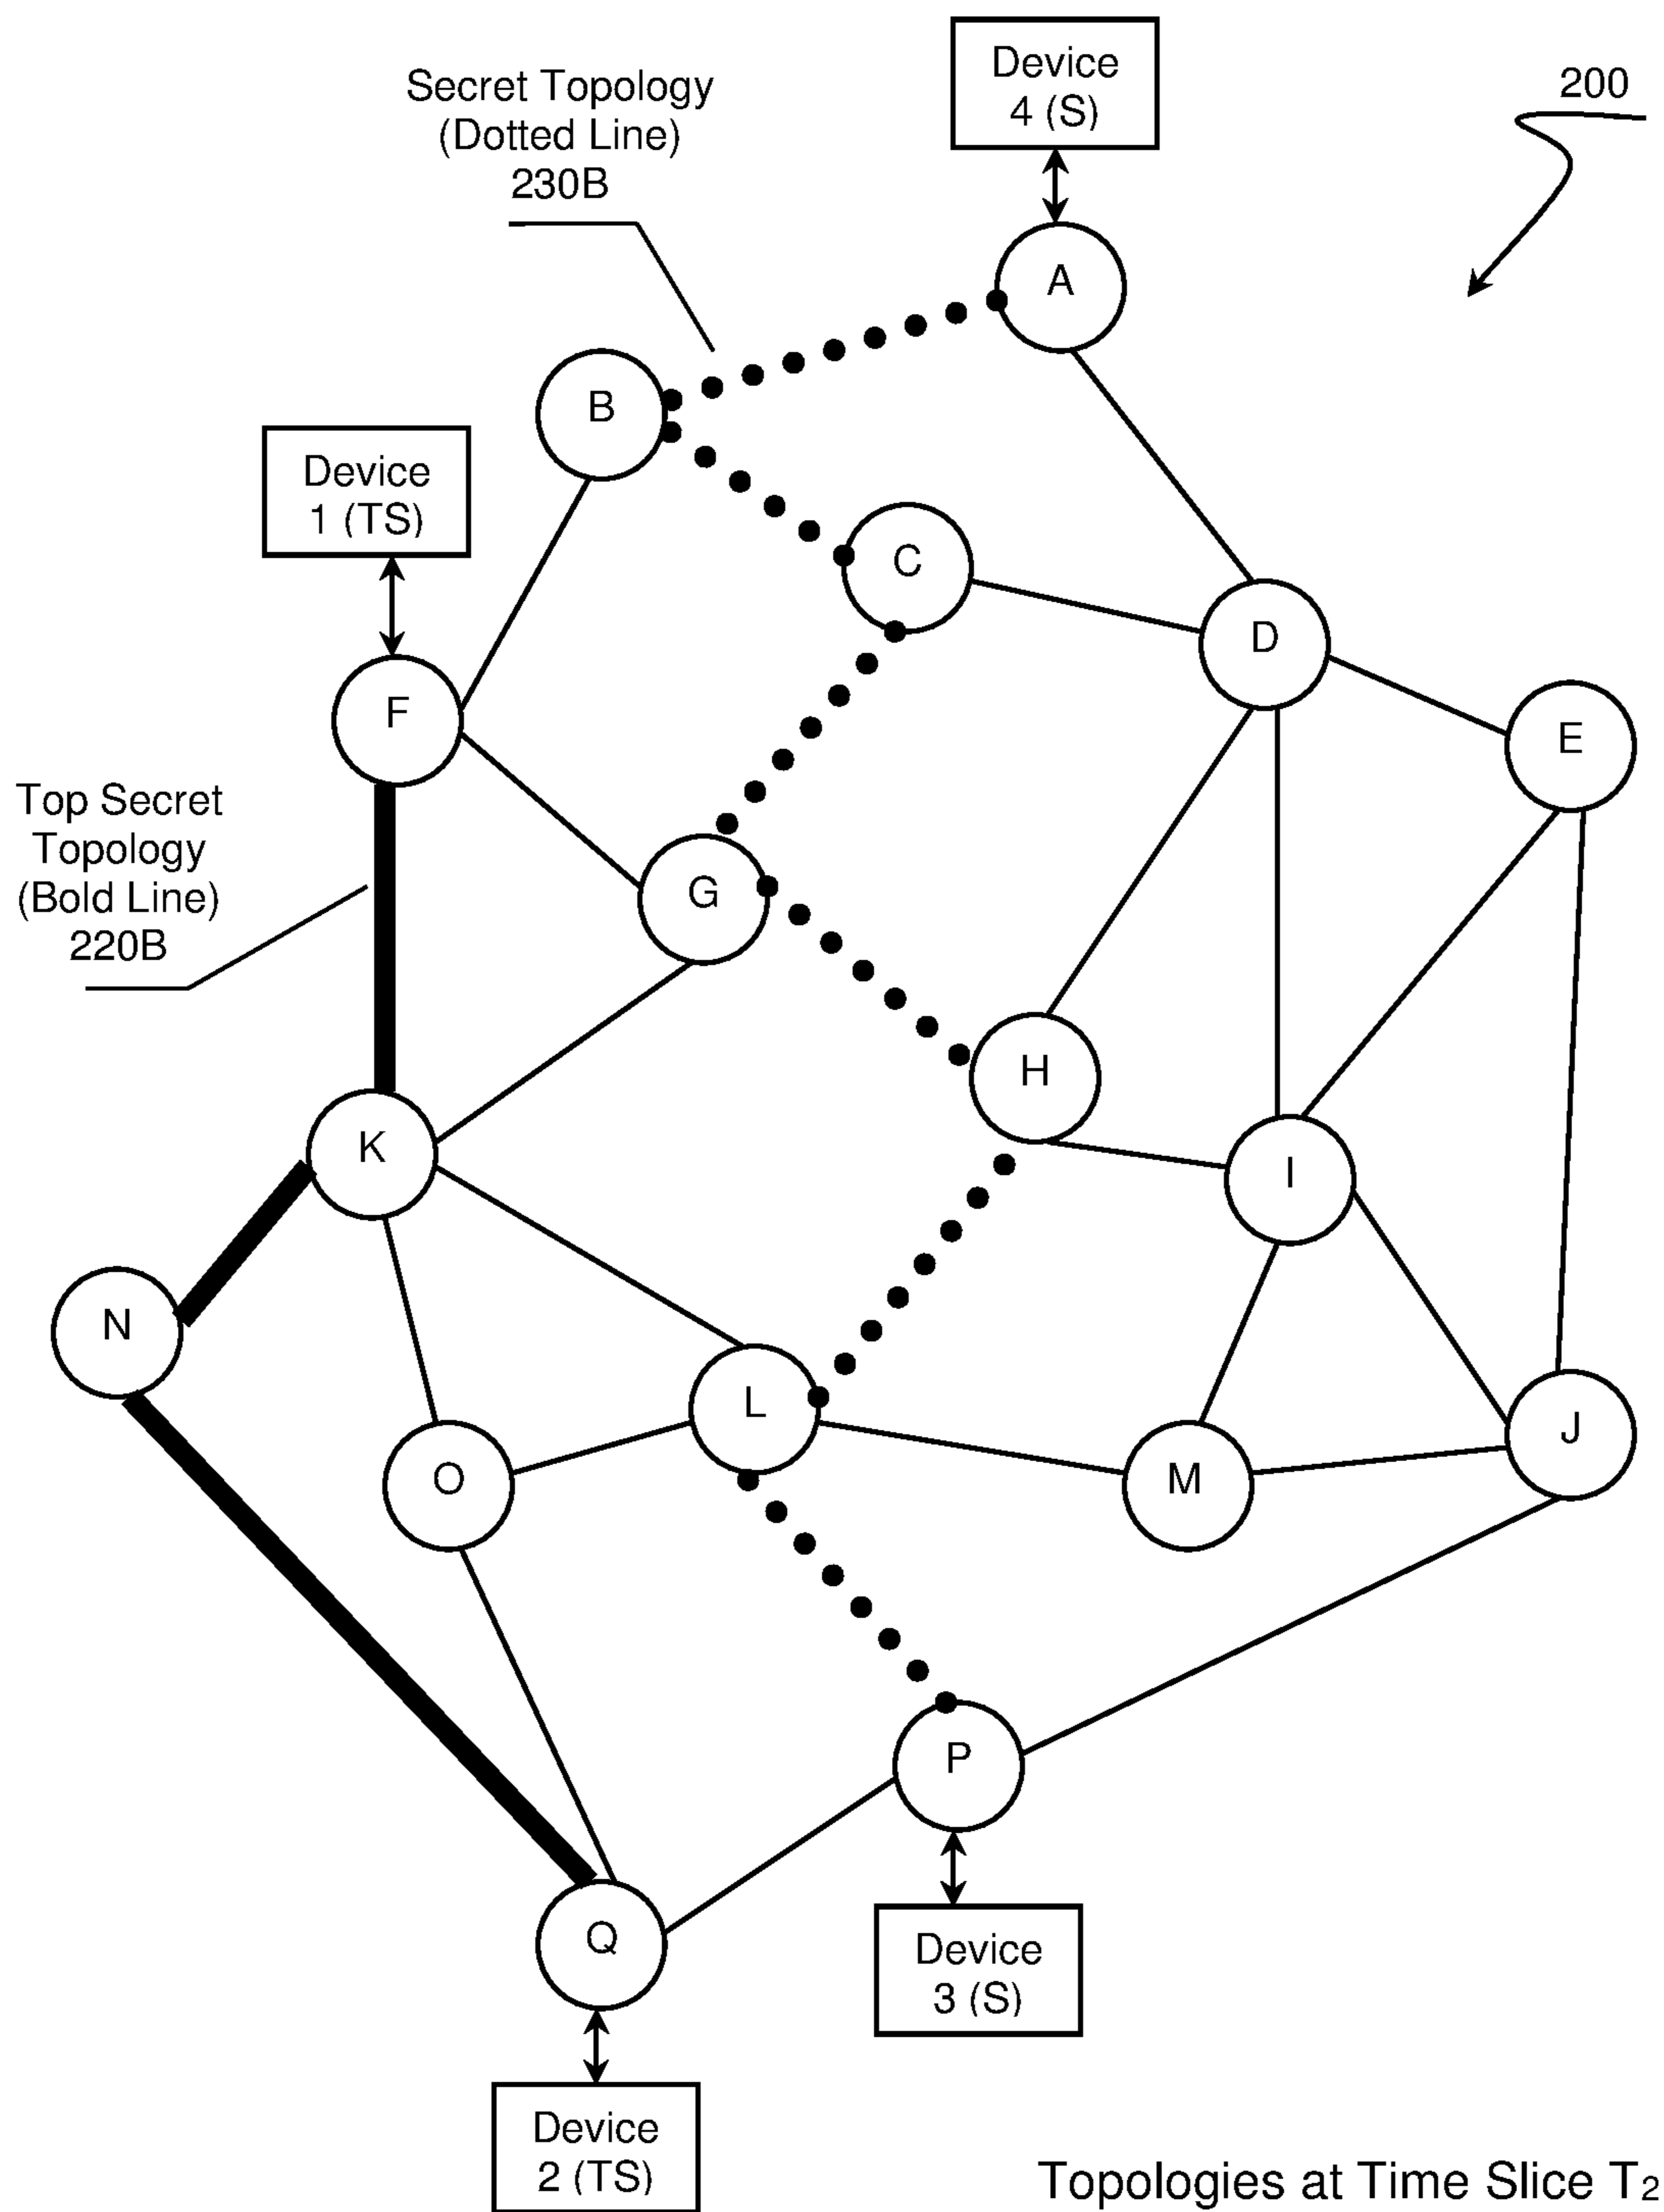 Device
4 (S)
200
Secret Topology
(Dotted Line)
230B
A
B
Device
1 (TS)
C
D
F
E
Top Secret
Topology
(Bold Line)
220B
G
H
K
I
N
L
J
O
M
P
Q
Device
3 (S)
Device
2 (TS)
Topologies at Time Slice T2